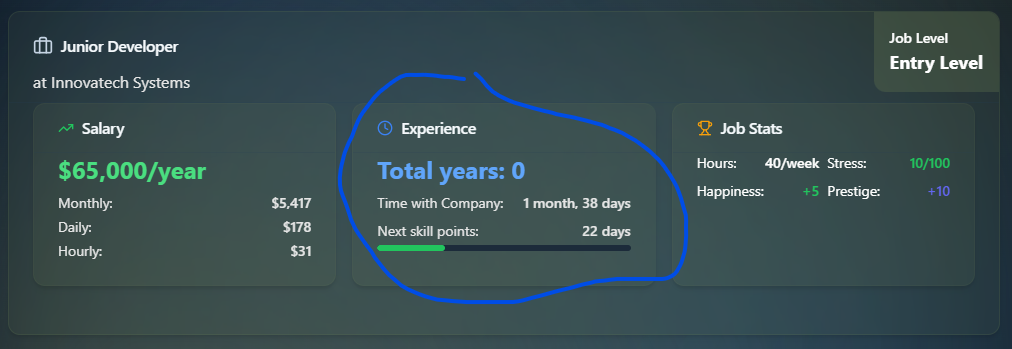 Junior Developer
at Innovatech Systems
Job Level
Entry Level
Salary
$65,000/year
Monthly: $5,417
Daily: $178
Hourly: $31
Experience
Total years: 0
Time with Company: 1 month, 38 days
Next skill points: 22 days
Job Stats
Hours: 40/week Stress: 10/100
Happiness: +5 Prestige: +10